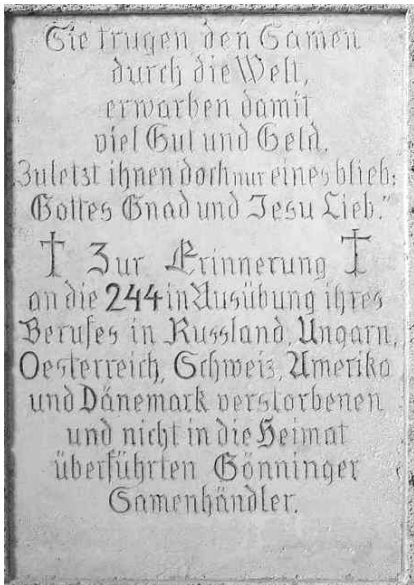 Sie trugen den Samen
durch die Welt,
erwarben damit
viel Gut und Geld.
Zuletzt ihnen doch nur eines blieb:
Gottes Gnad und Jesu Lieb."
† Zur Erinnerung †
an die 244 in Ausübung ihres
Berufes in Russland, Ungarn,
Oesterreich, Schweiz, Amerika
und Dänemark verstorbenen
und nicht in die Heimat
überführten Gönninger
Samenhändler.